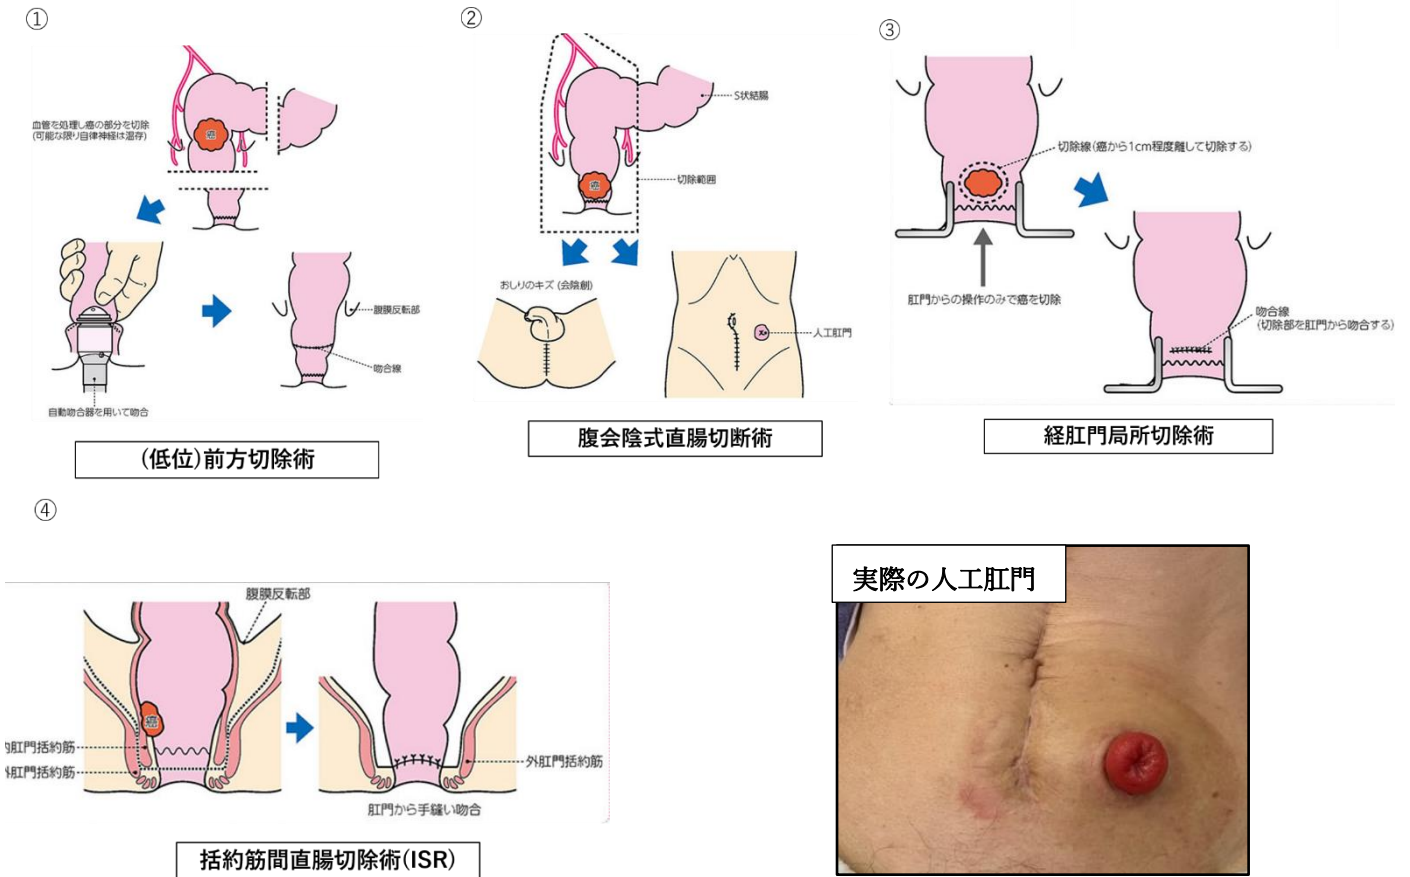 ①
血管を処理し癌の部分を切除
(可能な限り自律神経は温存)
癌
腹膜反転部
吻合線
自動吻合器を用いて吻合
(低位)前方切除術
②
S状結腸
癌
切除範囲
おしりのキズ (会陰創)
人工肛門
腹会陰式直腸切断術
③
切除線(癌から1cm程度離して切除する)
肛門からの操作のみで癌を切除
吻合線
(切除部を肛門から吻合する)
経肛門局所切除術
④
腹膜反転部
癌
内肛門括約筋
外肛門括約筋
外肛門括約筋
肛門から手縫い吻合
括約筋間直腸切除術(ISR)
実際の人工肛門